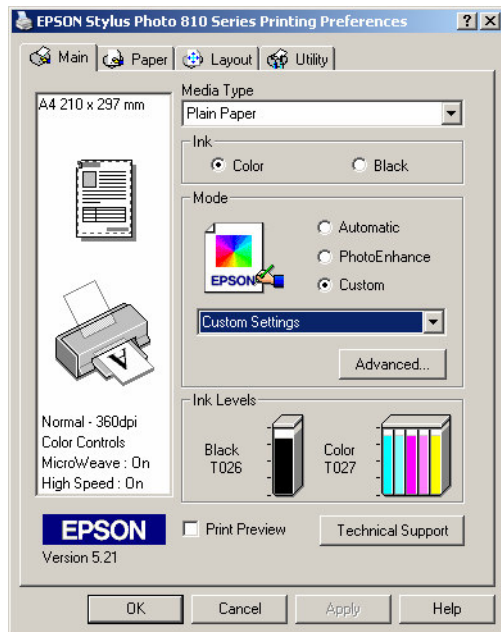 EPSON Stylus Photo 810 Series Printing Preferences
Main
Paper
Layout
Utility
A4 210 x 297 mm
Normal - 360dpi
Color Controls
MicroWeave : On
High Speed : On
EPSON
Version 5.21
Media Type
Plain Paper
Ink
Color
Black
Mode
EPSON
Automatic
PhotoEnhance
Custom
Custom Settings
Advanced...
Ink Levels
Black
T026
Color
T027
Print Preview
Technical Support
OK
Cancel
Apply
Help